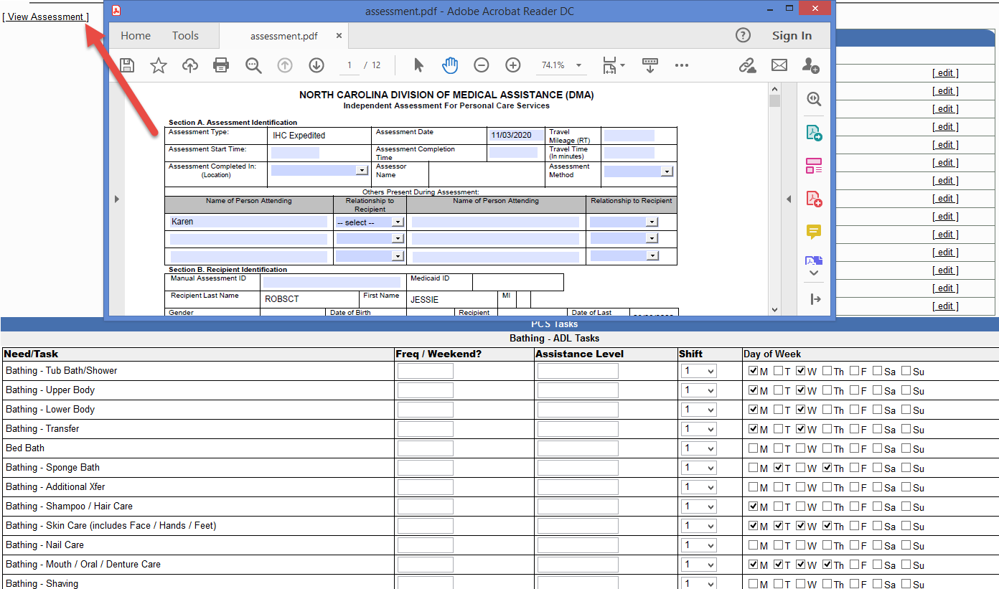 [ View Assessment ]
assessment.pdf - Adobe Acrobat Reader DC
Home Tools assessment.pdf × ? Sign In
1 / 12 74.1%
NORTH CAROLINA DIVISION OF MEDICAL ASSISTANCE (DMA)
Independent Assessment For Personal Care Services
Section A. Assessment Identification
Assessment Type: IHC Expedited Assessment Date 11/03/2020 Travel Mileage (RT)
Assessment Start Time: Assessment Completion Time Travel Time (In minutes)
Assessment Completed In: (Location) Assessor Name Assessment Method
Others Present During Assessment:
Name of Person Attending Relationship to Recipient Name of Person Attending Relationship to Recipient
Karen -- select --
Section B. Recipient Identification
Manual Assessment ID Medicaid ID
Recipient Last Name ROBSCT First Name JESSIE MI
Gender Date of Birth Recipient Date of Last
[ edit ]
[ edit ]
[ edit ]
[ edit ]
[ edit ]
[ edit ]
[ edit ]
[ edit ]
[ edit ]
[ edit ]
[ edit ]
[ edit ]
[ edit ]
[ edit ]
PCS Tasks
Bathing - ADL Tasks
Need/Task Freq / Weekend? Assistance Level Shift Day of Week
Bathing - Tub Bath/Shower 1 M T W Th F Sa Su
Bathing - Upper Body 1 M T W Th F Sa Su
Bathing - Lower Body 1 M T W Th F Sa Su
Bathing - Transfer 1 M T W Th F Sa Su
Bed Bath 1 M T W Th F Sa Su
Bathing - Sponge Bath 1 M T W Th F Sa Su
Bathing - Additional Xfer 1 M T W Th F Sa Su
Bathing - Shampoo / Hair Care 1 M T W Th F Sa Su
Bathing - Skin Care (includes Face / Hands / Feet) 1 M T W Th F Sa Su
Bathing - Nail Care 1 M T W Th F Sa Su
Bathing - Mouth / Oral / Denture Care 1 M T W Th F Sa Su
Bathing - Shaving 1 M T W Th F Sa Su